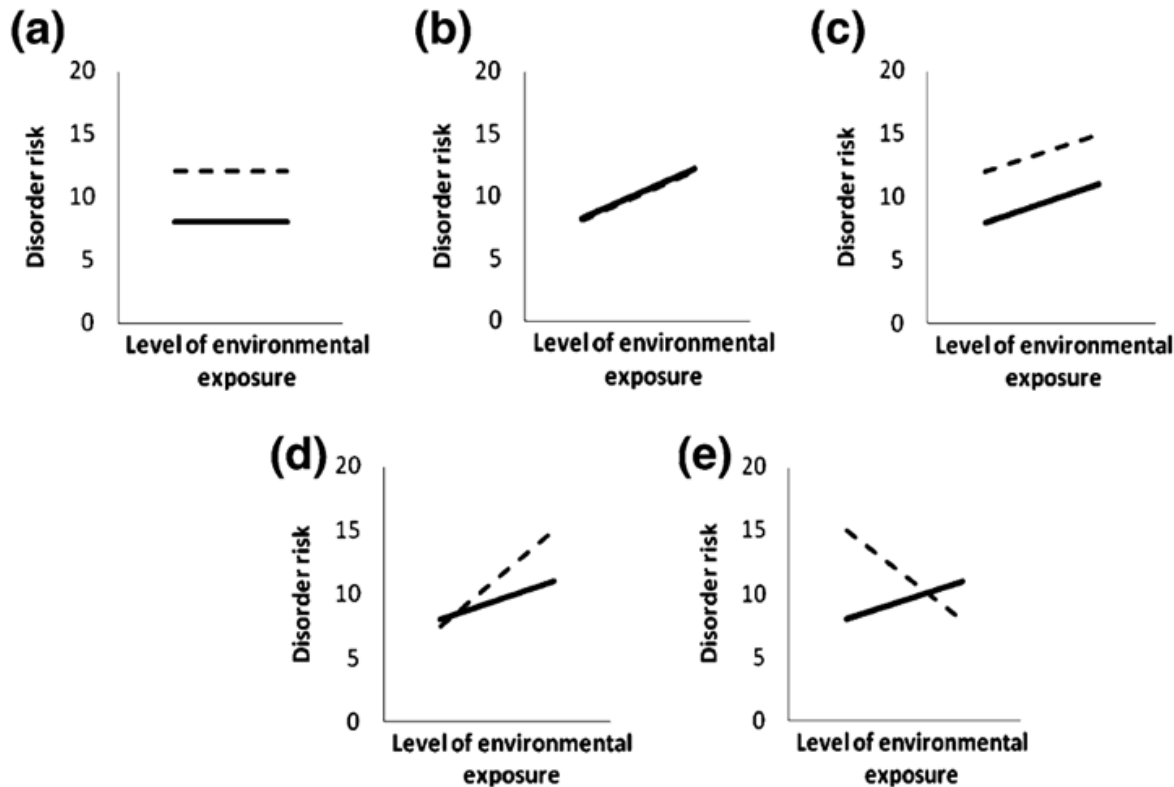 (a)
20
15
10
5
0
Disorder risk
Level of environmental
exposure
(b)
20
15
10
5
0
Disorder risk
Level of environmental
exposure
(c)
20
15
10
5
0
Disorder risk
Level of environmental
exposure
(d)
20
15
10
5
0
Disorder risk
Level of environmental
exposure
(e)
20
15
10
5
0
Disorder risk
Level of environmental
exposure